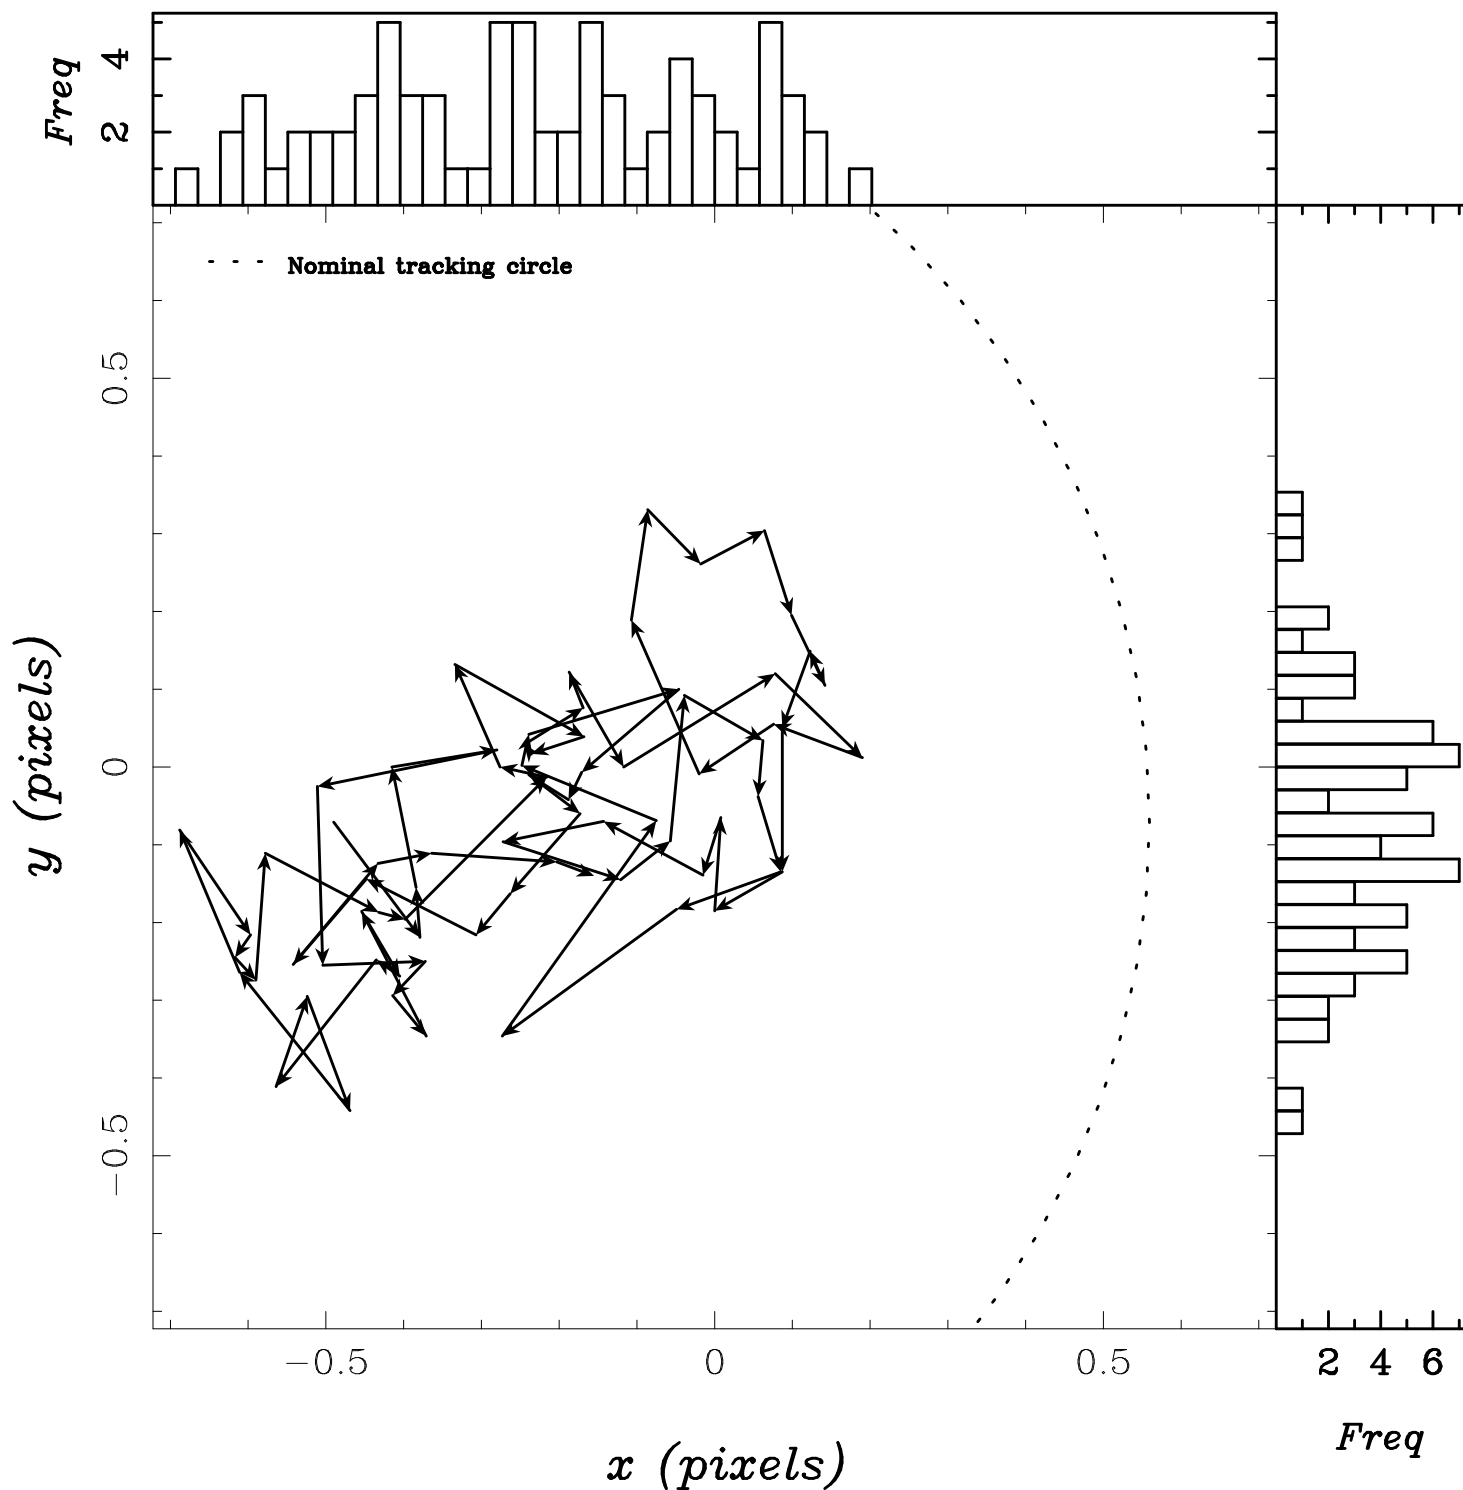 Freq
4
2
Nominal tracking circle
0.5
0
−0.5
y (pixels)
−0.5 0 0.5
2 4 6
Freq
x (pixels)